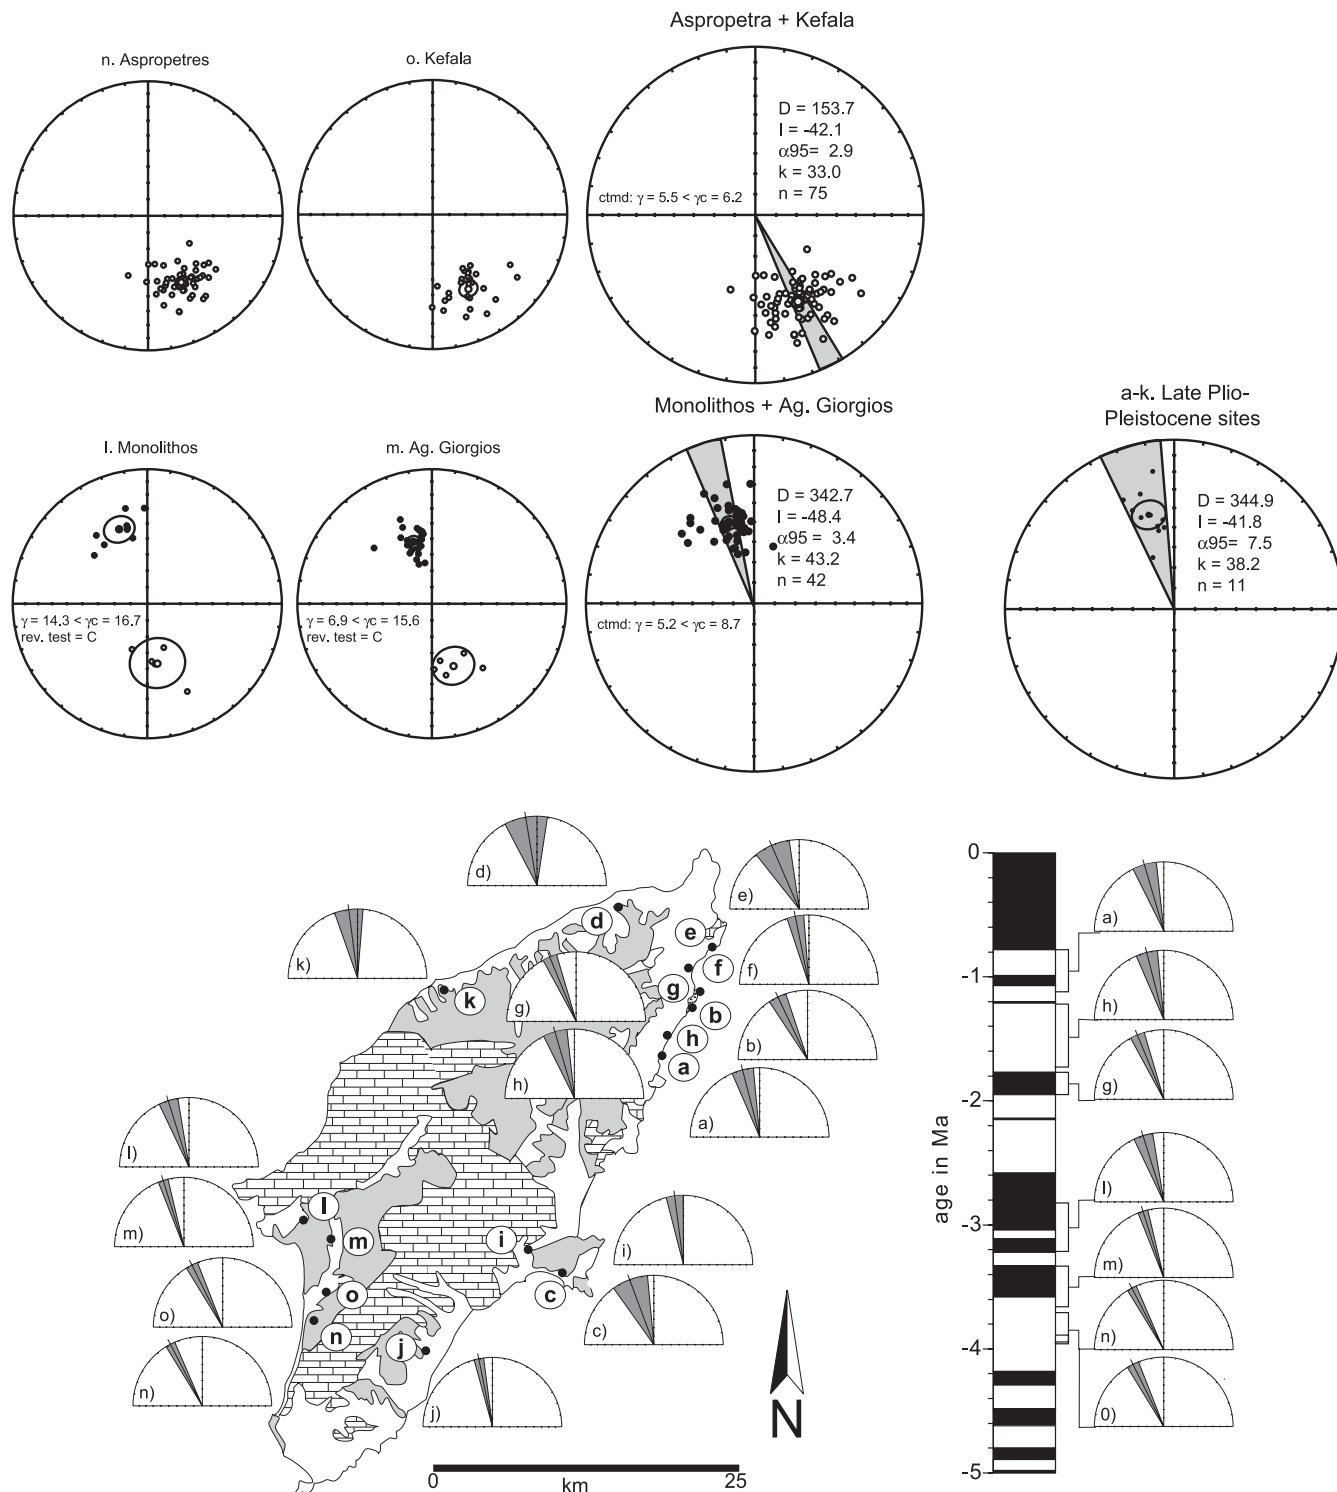 Aspropetra + Kefala
n. Aspropetres
o. Kefala
D = 153.7
I = -42.1
α95= 2.9
k = 33.0
n = 75
ctmd: γ = 5.5 < γc = 6.2
Monolithos + Ag. Giorgios
a-k. Late Plio-
Pleistocene sites
l. Monolithos
m. Ag. Giorgios
D = 342.7
I = -48.4
α95 = 3.4
k = 43.2
n = 42
D = 344.9
I = -41.8
α95 = 7.5
k = 38.2
n = 11
γ = 14.3 < γc = 16.7
rev. test = C
γ = 6.9 < γc = 15.6
rev. test = C
ctmd: γ = 5.2 < γc = 8.7
d)
e)
k)
f)
g)
b)
h)
a)
l)
m)
i)
o)
c)
n)
j)
d
e
f
g
k
b
h
a
l
m
i
o
c
n
j
N
0
25
km
age in Ma
0
-1
-2
-3
-4
-5
a)
h)
g)
l)
m)
n)
0)